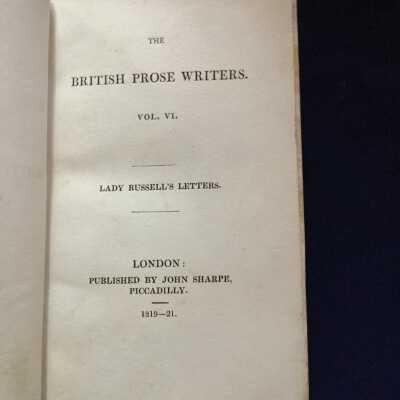 THE
BRITISH PROSE WRITERS.
VOL. VI.
LADY RUSSELL'S LETTERS.
LONDON:
PUBLISHED BY JOHN SHARPE,
PICCADILLY.
1819—21.